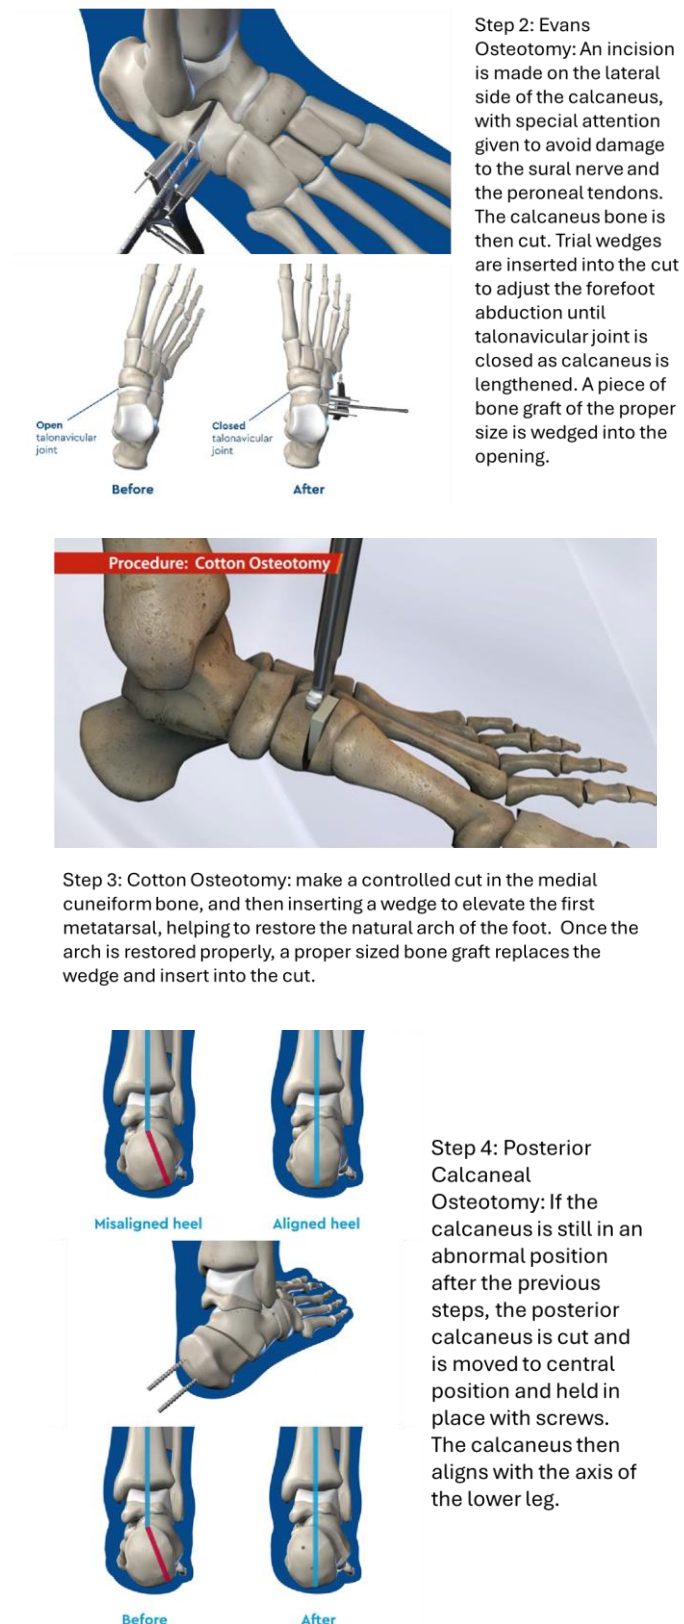 Step 2: Evans
Osteotomy: An incision
is made on the lateral
side of the calcaneus,
with special attention
given to avoid damage
to the sural nerve and
the peroneal tendons.
The calcaneus bone is
then cut. Trial wedges
are inserted into the cut
to adjust the forefoot
abduction until
talonavicular joint is
closed as calcaneus is
lengthened. A piece of
bone graft of the proper
size is wedged into the
opening.
Open
talonavicular
joint
Closed
talonavicular
joint
Before
After
Procedure: Cotton Osteotomy
Step 3: Cotton Osteotomy: make a controlled cut in the medial
cuneiform bone, and then inserting a wedge to elevate the first
metatarsal, helping to restore the natural arch of the foot. Once the
arch is restored properly, a proper sized bone graft replaces the
wedge and insert into the cut.
Misaligned heel
Aligned heel
Step 4: Posterior
Calcaneal
Osteotomy: If the
calcaneus is still in an
abnormal position
after the previous
steps, the posterior
calcaneus is cut and
is moved to central
position and held in
place with screws.
The calcaneus then
aligns with the axis of
the lower leg.
Before
After